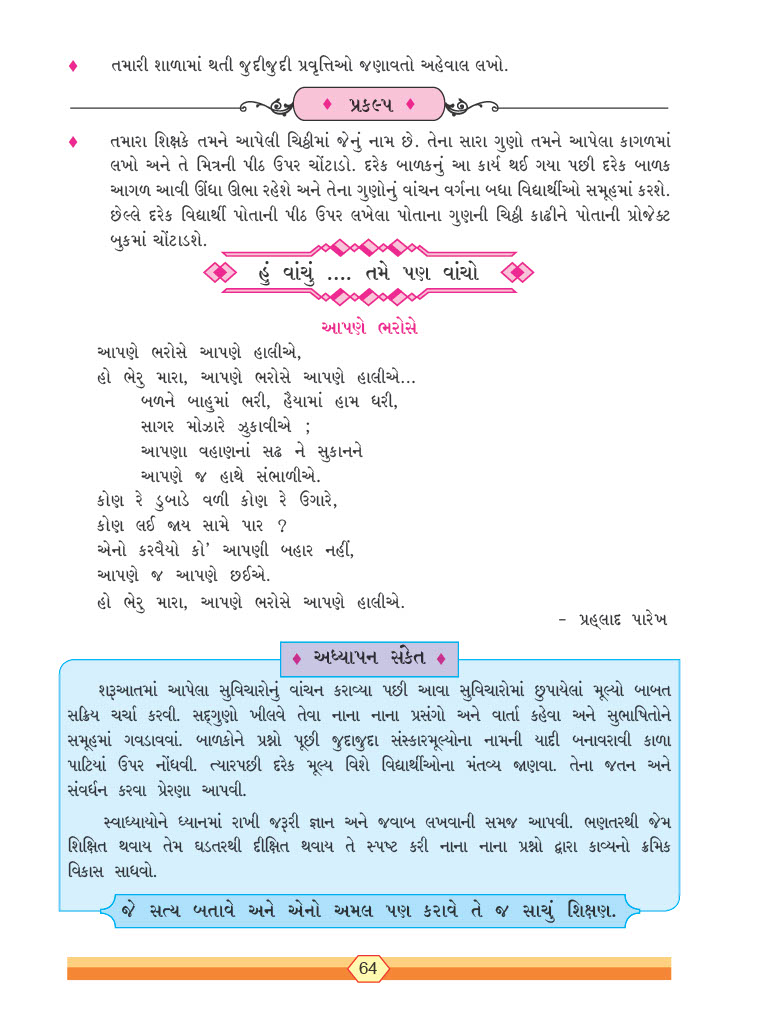 ♦ તમારી શાળામાં થતી જુદીજુદી પ્રવૃત્તિઓ જણાવતો અહેવાલ લખો.
♦ પ્રકલ્પ ♦
♦ તમારા શિક્ષકે તમને આપેલી ચિઠ્ઠીમાં જેનું નામ છે. તેના સારા ગુણો તમને આપેલા કાગળમાં
લખો અને તે મિત્રની પીઠ ઉપર ચોંટાડો. દરેક બાળકનું આ કાર્ય થઈ ગયા પછી દરેક બાળક
આગળ આવી ઊંધા ઊભા રહેશે અને તેના ગુણોનું વાંચન વર્ગના બધા વિદ્યાર્થીઓ સમૂહમાં કરશે.
છેલ્લે દરેક વિદ્યાર્થી પોતાની પીઠ ઉપર લખેલા પોતાના ગુણની ચિઠ્ઠી કાઢીને પોતાની પ્રોજેક્ટ
બુકમાં ચોંટાડશે.
હું વાંચું .... તમે પણ વાંચો
આપણે ભરોસે
આપણે ભરોસે આપણે હાલીએ,
હો ભેરુ મારા, આપણે ભરોસે આપણે હાલીએ...
બળને બાહુમાં ભરી, હૈયામાં હામ ધરી,
સાગર મોઝારે ઝુકાવીએ ;
આપણા વહાણનાં સઢ ને સુકાનને
આપણે જ હાથે સંભાળીએ.
કોણ રે ડુબાડે વળી કોણ રે ઉગારે,
કોણ લઈ જાય સામે પાર ?
એનો કરવૈયો કો' આપણી બહાર નહીં,
આપણે જ આપણે છઈએ.
હો ભેરુ મારા, આપણે ભરોસે આપણે હાલીએ.
– પ્રહ્લાદ પારેખ
♦ અધ્યાપન સંકેત ♦
શરૂઆતમાં આપેલા સુવિચારોનું વાંચન કરાવ્યા પછી આવા સુવિચારોમાં છુપાયેલાં મૂલ્યો બાબત
સક્રિય ચર્ચા કરવી. સદ્ગુણો ખીલવે તેવા નાના નાના પ્રસંગો અને વાર્તા કહેવા અને સુભાષિતોને
સમૂહમાં ગવડાવવાં. બાળકોને પ્રશ્નો પૂછી જુદાજુદા સંસ્કારમૂલ્યોના નામની યાદી બનાવરાવી કાળા
પાટિયાં ઉપર નોંધવી. ત્યારપછી દરેક મૂલ્ય વિશે વિદ્યાર્થીઓના મંતવ્ય જાણવા. તેના જતન અને
સંવર્ધન કરવા પ્રેરણા આપવી.
સ્વાધ્યાયોને ધ્યાનમાં રાખી જરૂરી જ્ઞાન અને જવાબ લખવાની સમજ આપવી. ભણતરથી જેમ
શિક્ષિત થવાય તેમ ઘડતરથી દીક્ષિત થવાય તે સ્પષ્ટ કરી નાના નાના પ્રશ્નો દ્વારા કાવ્યનો ક્રમિક
વિકાસ સાધવો.
જે સત્ય બતાવે અને એનો અમલ પણ કરાવે તે જ સાચું શિક્ષણ.
64